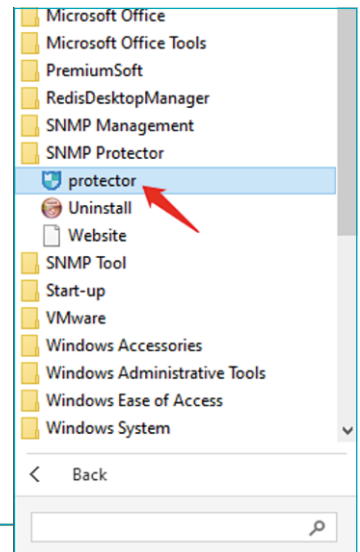 Microsoft Office
Microsoft Office Tools
PremiumSoft
RedisDesktopManager
SNMP Management
SNMP Protector
protector
Uninstall
Website
SNMP Tool
Start-up
VMware
Windows Accessories
Windows Administrative Tools
Windows Ease of Access
Windows System
Back